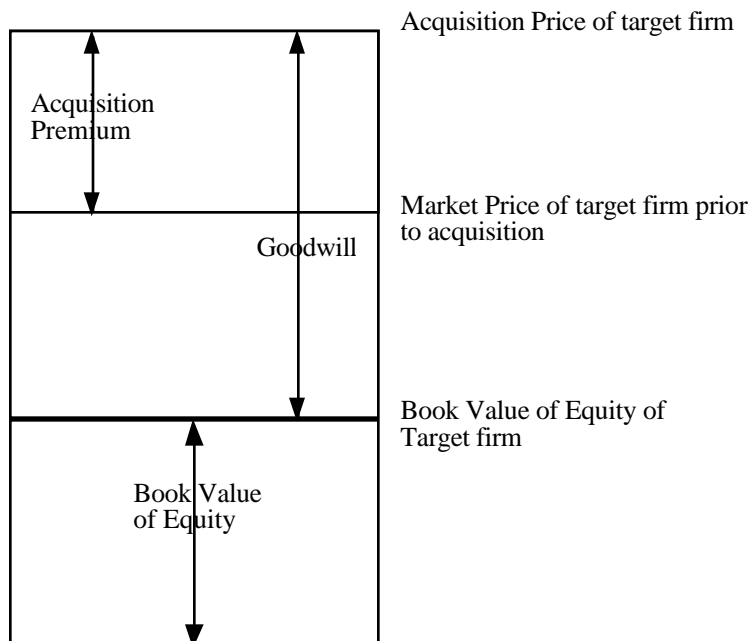 Acquisition Price of target firm
Acquisition
Premium
Market Price of target firm prior
to acquisition
Goodwill
Book Value of Equity of
Target firm
Book Value
of Equity